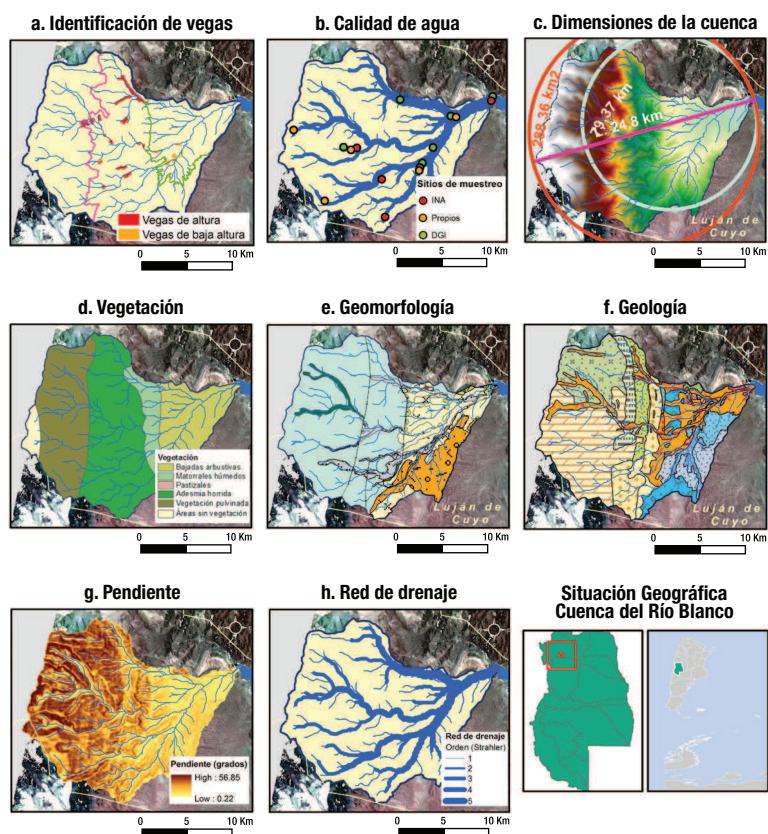 a. Identificación de vegas
Vegas de altura
Vegas de baja altura
0 5 10 Km
b. Calidad de agua
Sitios de muestreo
INA
Propios
DGI
0 5 10 Km
c. Dimensiones de la cuenca
288.36 km2
24.8 km
Luján de
Cuyo
0 5 10 Km
d. Vegetación
Vegetación
Bajadas arbustivas
Matorrales húmedos
Pastizales
Adesmia horrida
Vegetación pulvinada
Áreas sin vegetación
0 5 10 Km
e. Geomorfología
Luján de
Cuyo
0 5 10 Km
f. Geología
Luján de
Cuyo
0 5 10 Km
g. Pendiente
Pendiente (grados)
High : 56.85
Low : 0.22
0 5 10 Km
h. Red de drenaje
Red de drenaje
Orden (Strahler)
1
2
3
4
5
0 5 10 Km
Situación Geográfica
Cuenca del Río Blanco